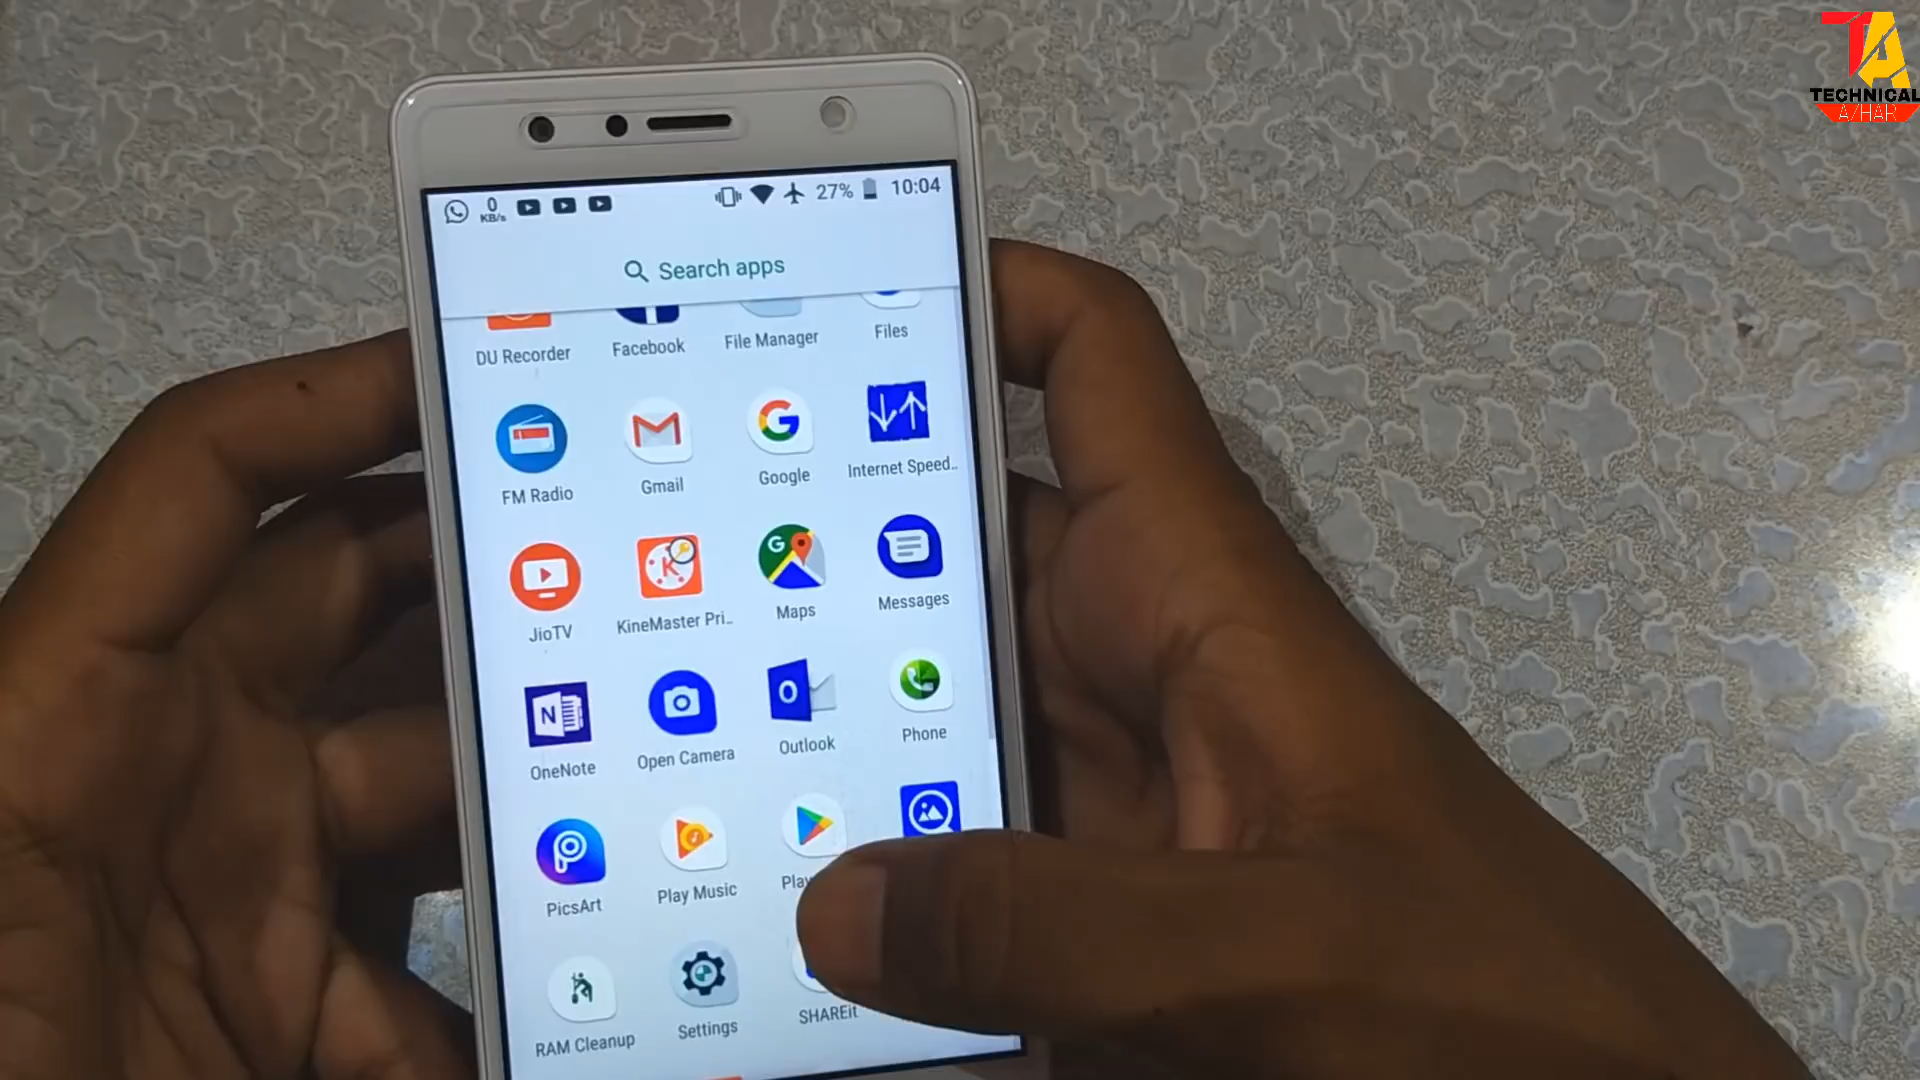 TA
TECHNICAL
AZHAR
0
KB/s
27%
10:04
Search apps
DU Recorder
Facebook
File Manager
Files
FM Radio
Gmail
Google
Internet Speed..
JioTV
KineMaster Pri..
Maps
Messages
OneNote
Open Camera
Outlook
Phone
PicsArt
Play Music
Play
RAM Cleanup
Settings
SHAREit